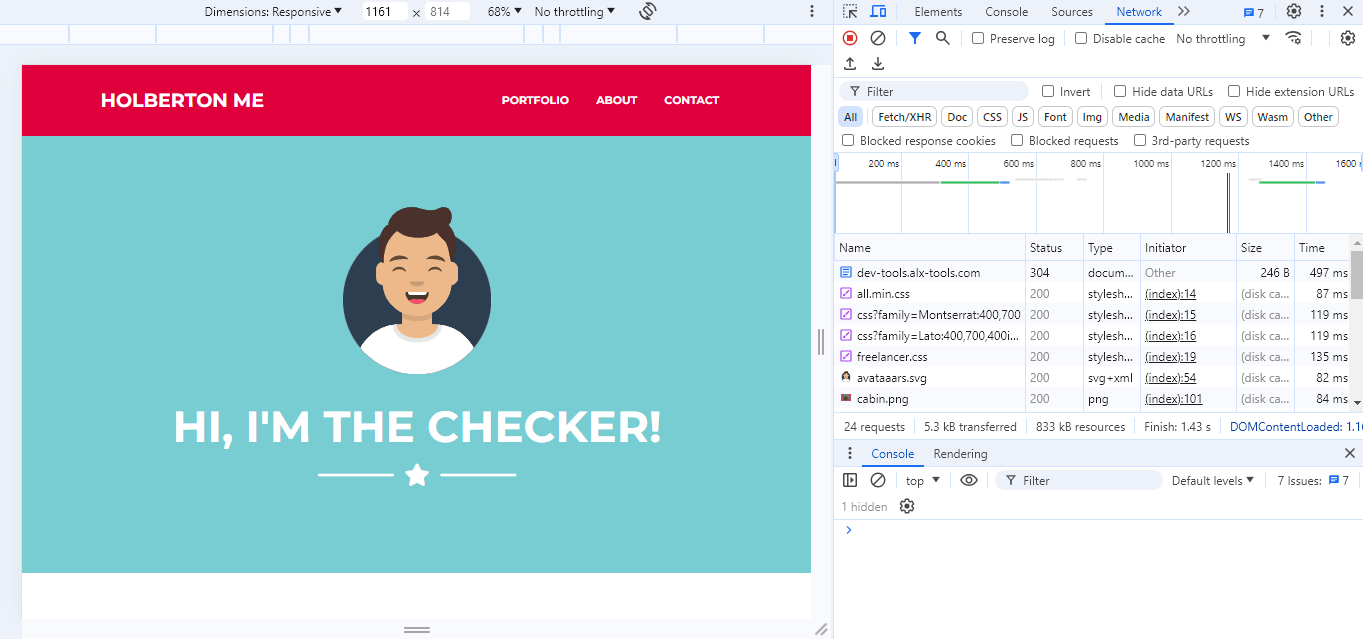 Dimensions: Responsive 1161 × 814 68% No throttling
HOLBERTON ME PORTFOLIO ABOUT CONTACT
HI, I'M THE CHECKER!
Elements Console Sources Network 7
Preserve log Disable cache No throttling
Filter Invert Hide data URLs Hide extension URLs
All Fetch/XHR Doc CSS JS Font Img Media Manifest WS Wasm Other
Blocked response cookies Blocked requests 3rd-party requests
200 ms 400 ms 600 ms 800 ms 1000 ms 1200 ms 1400 ms 1600
Name Status Type Initiator Size Time
dev-tools.alx-tools.com 304 docum... Other 246 B 497 ms
all.min.css 200 stylesh... (index):14 (disk ca... 87 ms
css?family=Montserrat:400,700 200 stylesh... (index):15 (disk ca... 119 ms
css?family=Lato:400,700,400i... 200 stylesh... (index):16 (disk ca... 119 ms
freelancer.css 200 stylesh... (index):19 (disk ca... 135 ms
avataaars.svg 200 svg+xml (index):54 (disk ca... 82 ms
cabin.png 200 png (index):101 (disk ca... 84 ms
24 requests 5.3 kB transferred 833 kB resources Finish: 1.43 s DOMContentLoaded: 1.1
Console Rendering
top Filter Default levels 7 Issues: 7
1 hidden